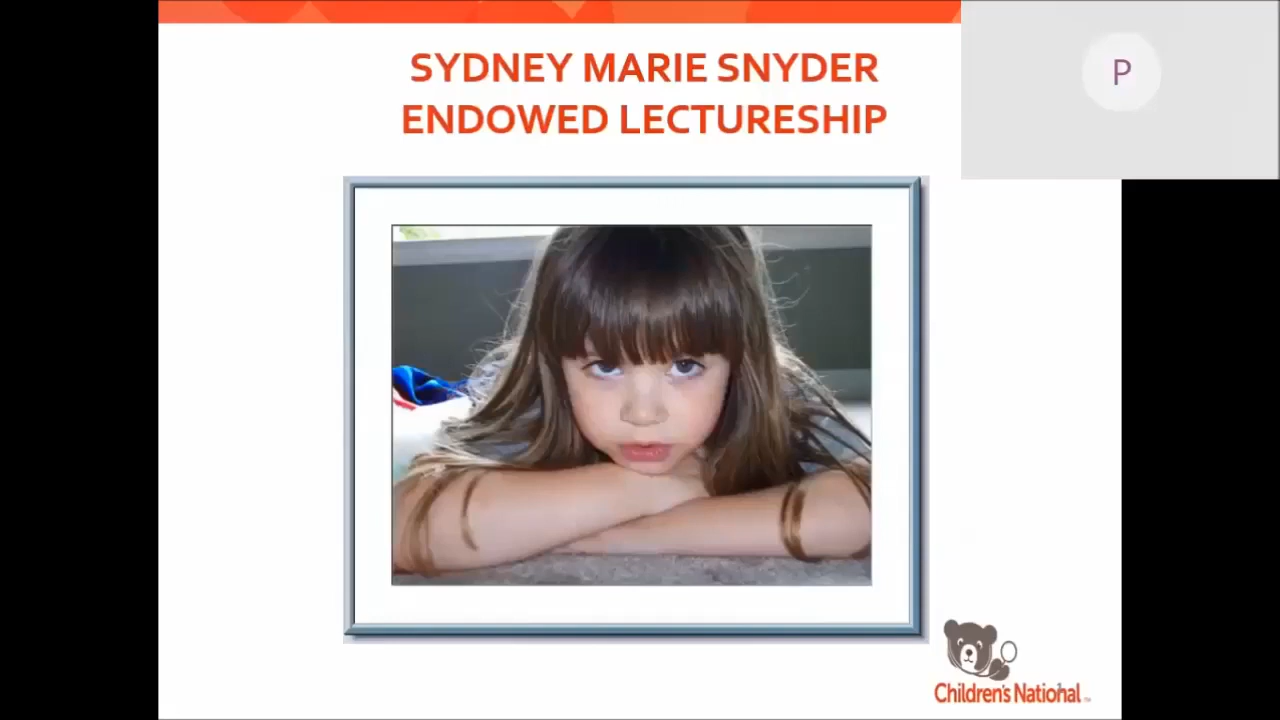 SYDNEY MARIE SNYDER
ENDOWED LECTURESHIP
P
Children's National